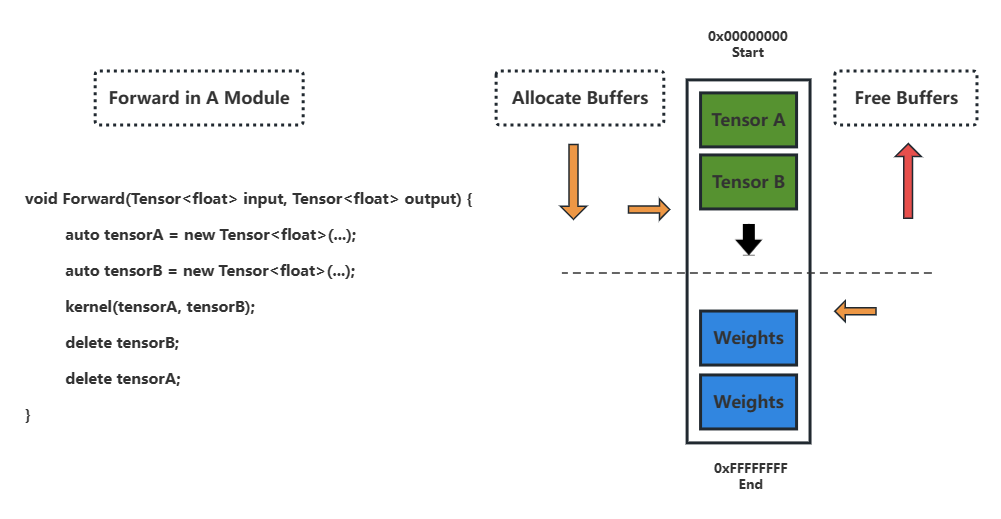 0x00000000
Start
Forward in A Module
Allocate Buffers
Free Buffers
Tensor A
Tensor B
void Forward(Tensor<float> input, Tensor<float> output) {
auto tensorA = new Tensor<float>(...);
auto tensorB = new Tensor<float>(...);
kernel(tensorA, tensorB);
delete tensorB;
delete tensorA;
}
Weights
Weights
0xFFFFFFFF
End